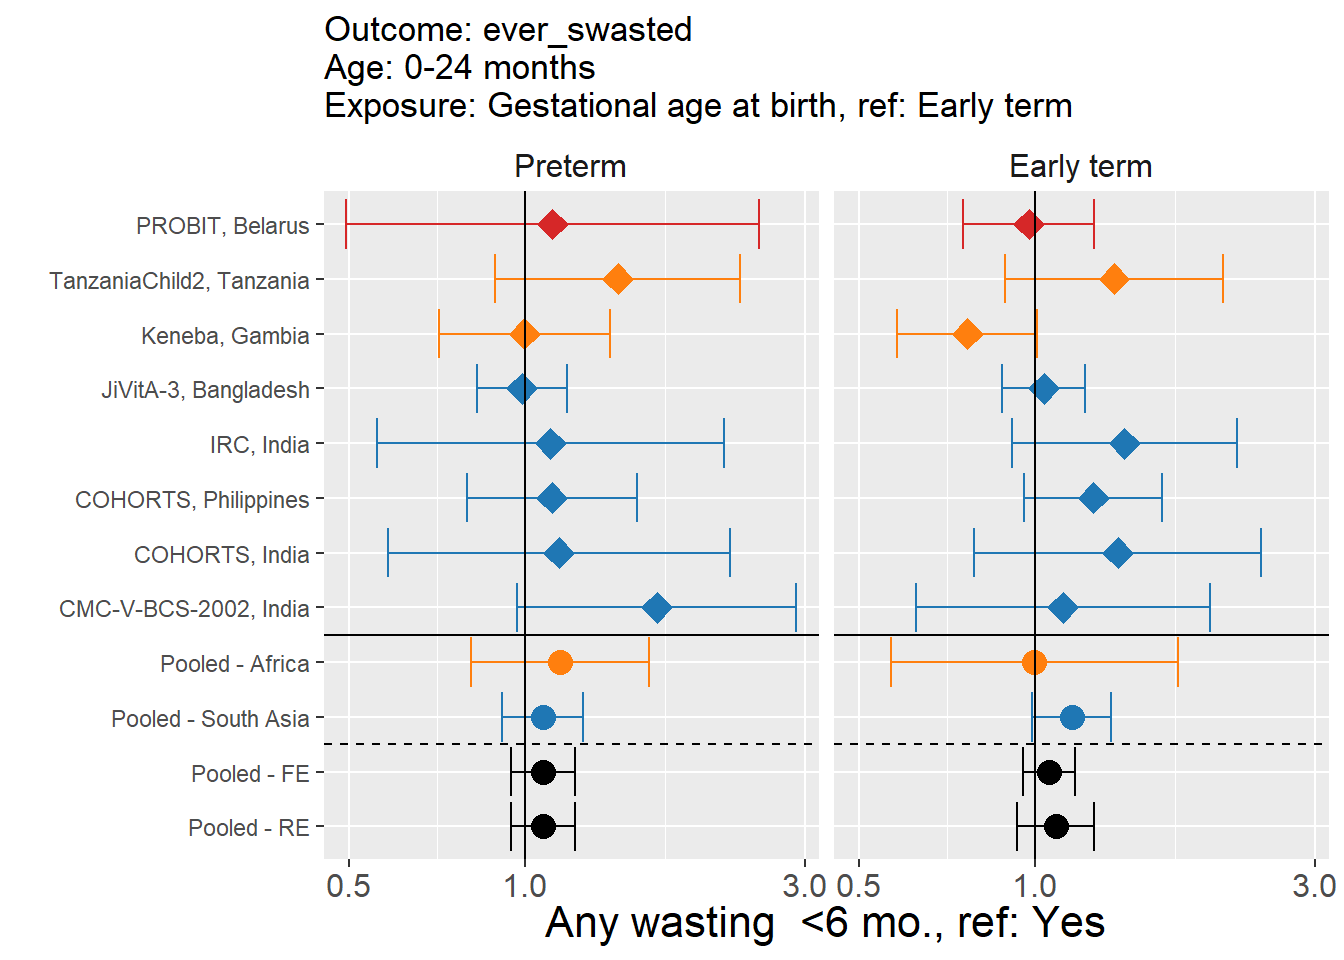 Outcome: ever_swasted
Age: 0-24 months
Exposure: Gestational age at birth, ref: Early term
Preterm
Early term
PROBIT, Belarus
TanzaniaChild2, Tanzania
Keneba, Gambia
JiVitA-3, Bangladesh
IRC, India
COHORTS, Philippines
COHORTS, India
CMC-V-BCS-2002, India
Pooled - Africa
Pooled - South Asia
Pooled - FE
Pooled - RE
0.5 1.0 3.0 0.5 1.0 3.0
Any wasting  <6 mo., ref: Yes